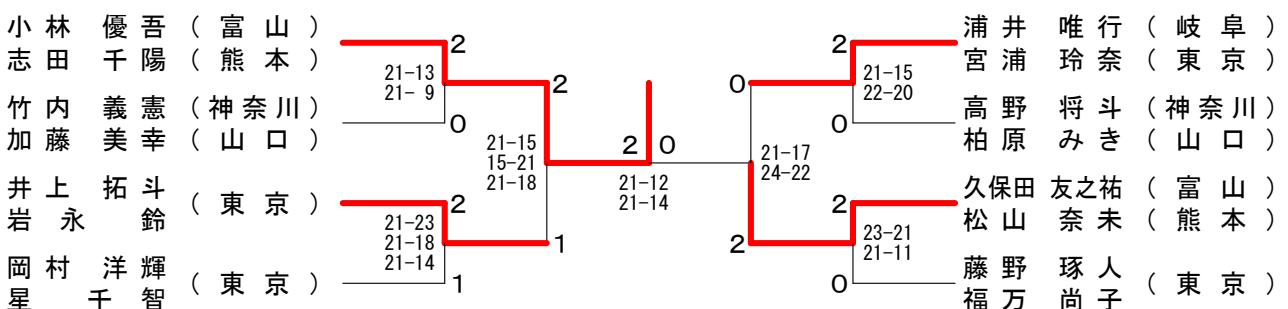 小林 優吾 ( 富山 )
志田 千陽 ( 熊本 )
竹内 義憲 ( 神奈川 )
加藤 美幸 ( 山口 )
井上 拓斗
岩永 鈴
( 東京 )
岡村 洋輝
星 千智
( 東京 )
2
21-13
21- 9
0
2
21-23
21-18
21-14
1
2
21-15
15-21
21-18
1
2 0
21-12
21-14
0
21-17
24-22
2
2
21-15
22-20
0
2
23-21
21-11
0
浦井 唯行 ( 岐阜 )
宮浦 玲奈 ( 東京 )
高野 将斗 ( 神奈川 )
柏原 みき ( 山口 )
久保田 友之祐 ( 富山 )
松山 奈未 ( 熊本 )
藤野 琢人
福万 尚子
( 東京 )